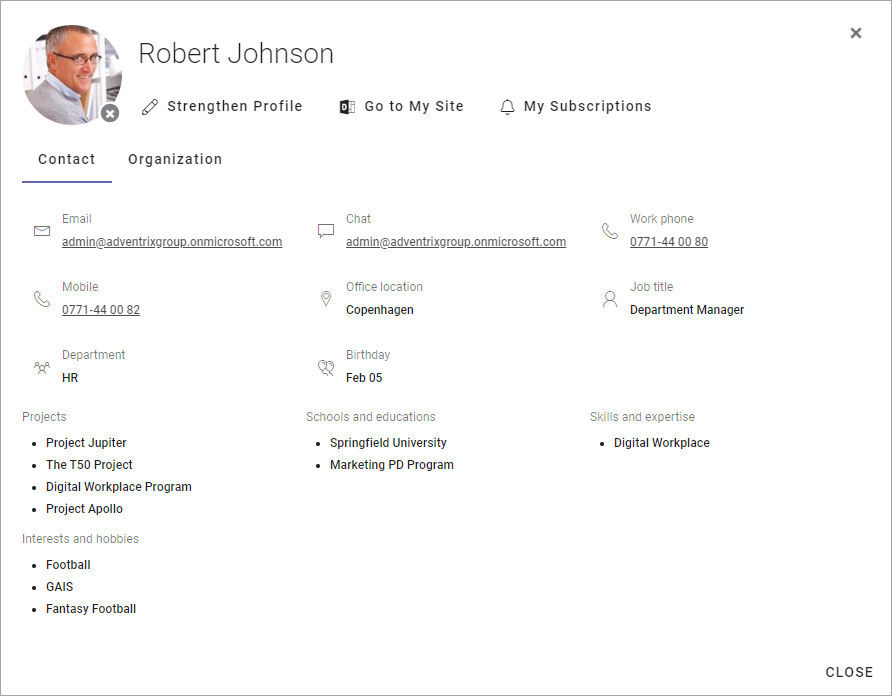 Robert Johnson
Strengthen Profile
Go to My Site
My Subscriptions
Contact
Organization
Email
admin@adventrixgroup.onmicrosoft.com
Chat
admin@adventrixgroup.onmicrosoft.com
Work phone
0771-44 00 80
Mobile
0771-44 00 82
Office location
Copenhagen
Job title
Department Manager
Department
HR
Birthday
Feb 05
Projects
Project Jupiter
The T50 Project
Digital Workplace Program
Project Apollo
Schools and educations
Springfield University
Marketing PD Program
Skills and expertise
Digital Workplace
Interests and hobbies
Football
GAIS
Fantasy Football
CLOSE